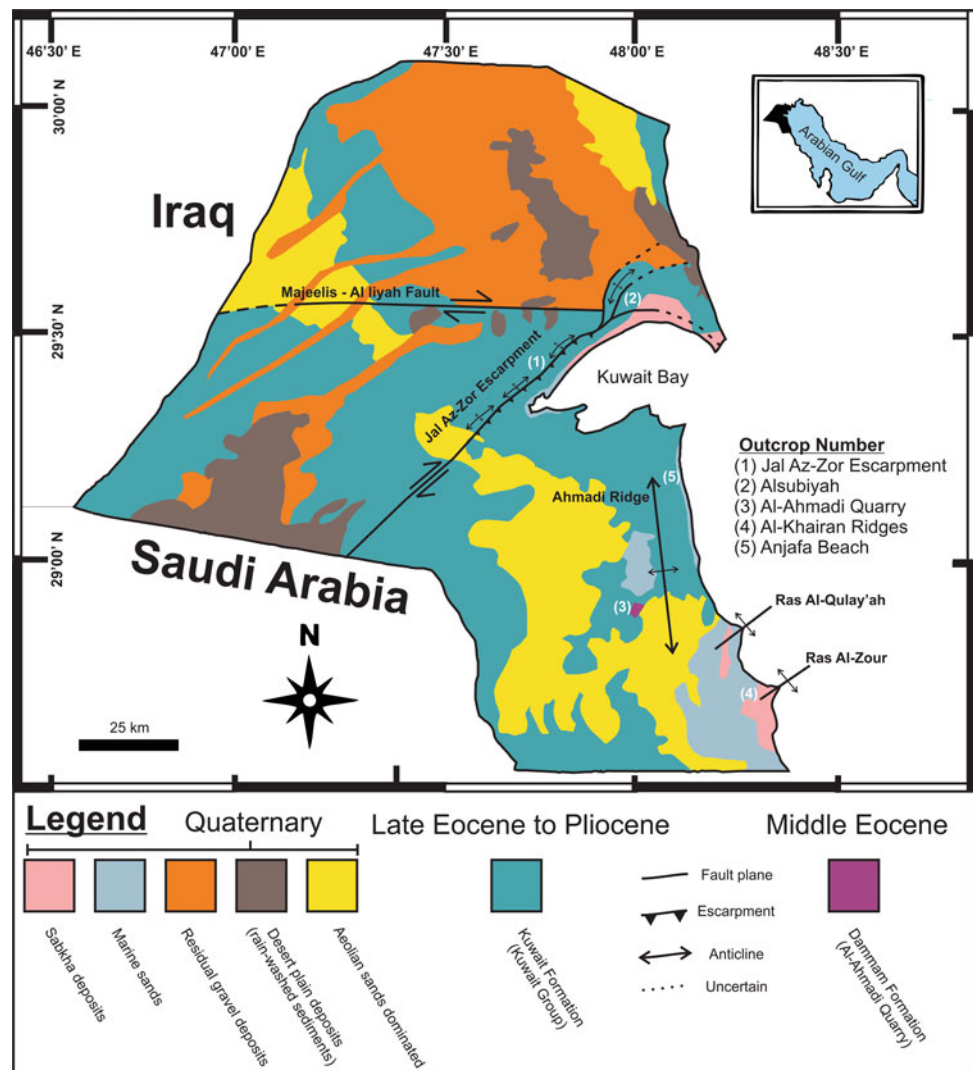 46'30' E
47'00' E
47'30' E
48'00' E
48'30' E
30'00' N
29'30' N
29'00' N
Arabian Gulf
Iraq
Majeelis - Al liyah Fault
(2)
(1)
Jal Az-Zor Escarpment
Kuwait Bay
Outcrop Number
(1) Jal Az-Zor Escarpment
(2) Alsubiyah
(3) Al-Ahmadi Quarry
(4) Al-Khairan Ridges
(5) Anjafa Beach
(5)
Ahmadi Ridge
Saudi Arabia
(3)
Ras Al-Qulay'ah
Ras Al-Zour
(4)
N
25 km
Legend
Quaternary
Late Eocene to Pliocene
Middle Eocene
Sabkha deposits
Marine sands
Residual gravel deposits
Desert plain deposits
(rain-washed sediments)
Aeolian sands dominated
Kuwait Formation
(Kuwait Group)
Fault plane
Escarpment
Anticline
Uncertain
Dammam Formation
(Al-Ahmadi Quarry)